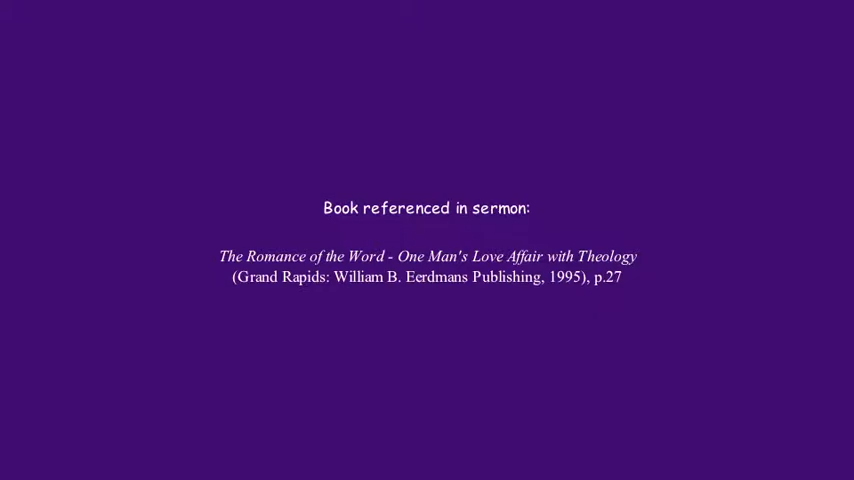 Book referenced in sermon:
The Romance of the Word - One Man's Love Affair with Theology
(Grand Rapids: William B. Eerdmans Publishing, 1995), p.27